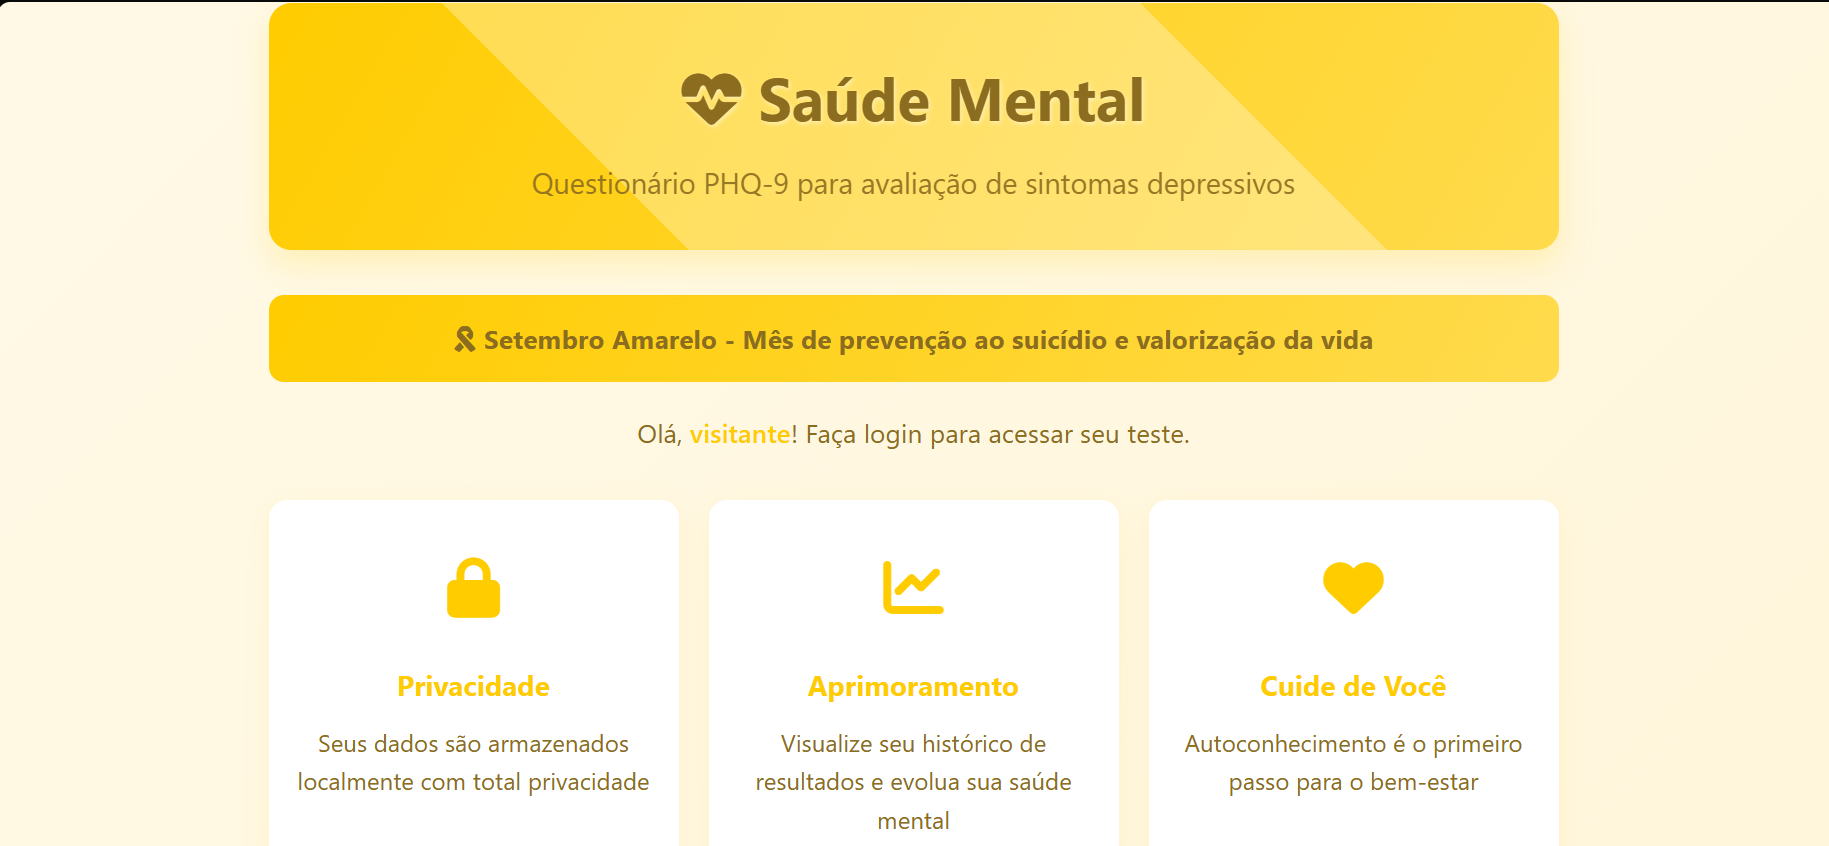 Saúde Mental
Questionário PHQ-9 para avaliação de sintomas depressivos
Setembro Amarelo - Mês de prevenção ao suicídio e valorização da vida
Olá, visitante! Faça login para acessar seu teste.
Privacidade
Seus dados são armazenados
localmente com total privacidade
Aprimoramento
Visualize seu histórico de
resultados e evolua sua saúde
mental
Cuide de Você
Autoconhecimento é o primeiro
passo para o bem-estar